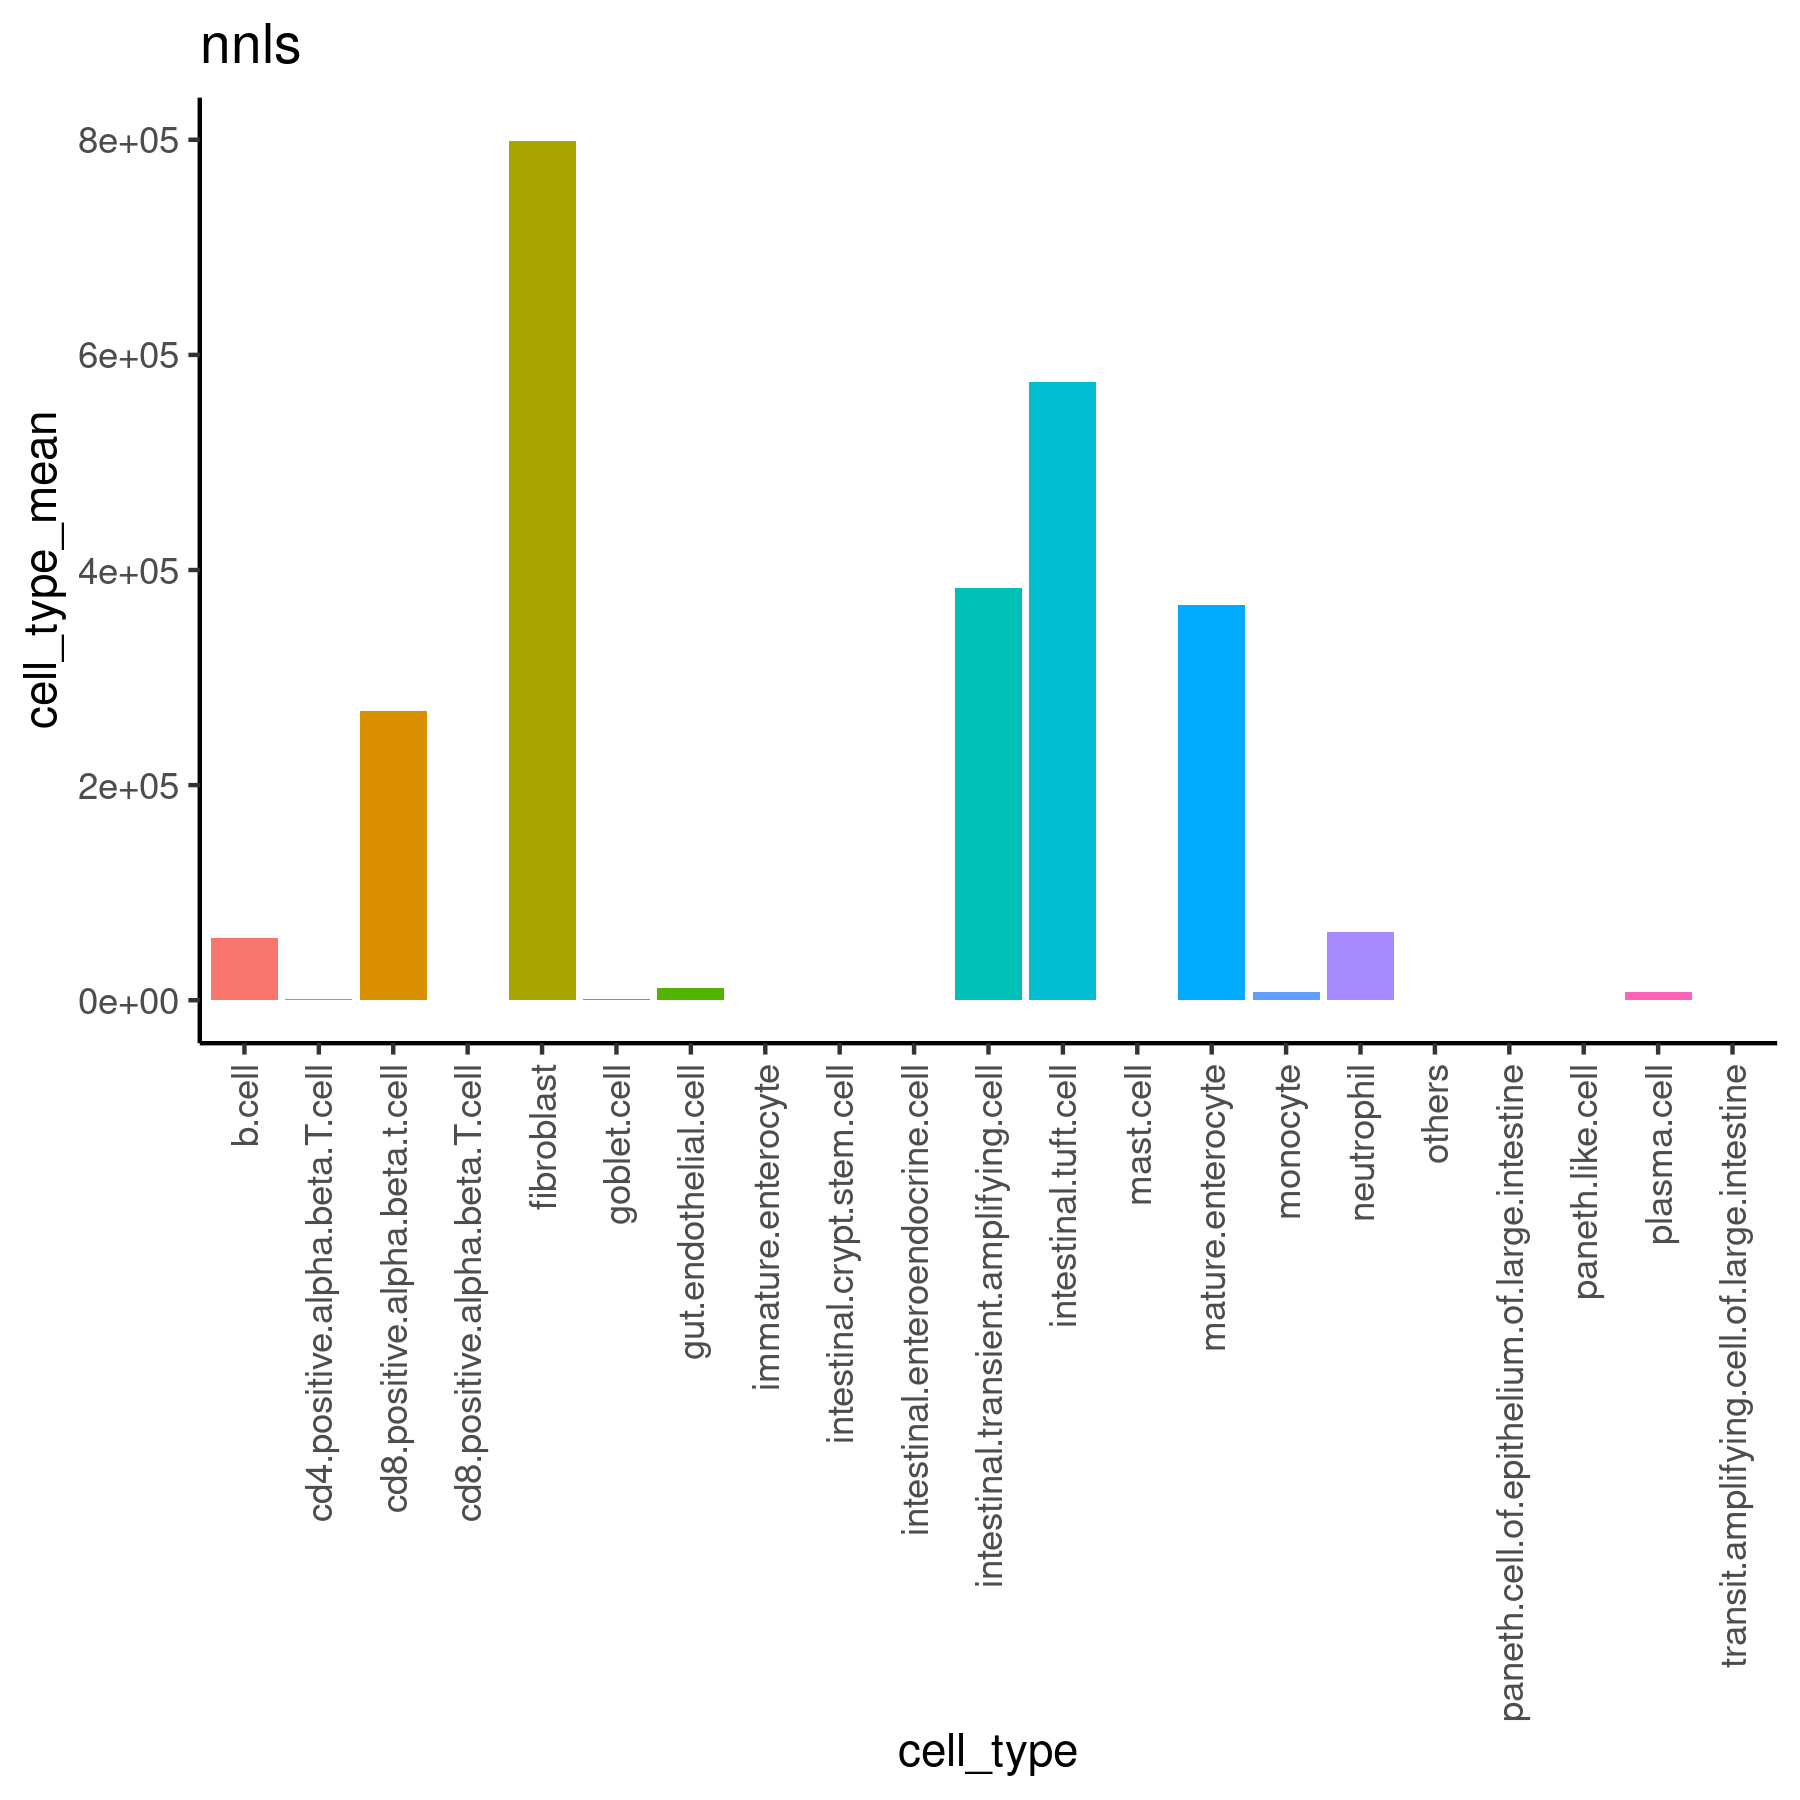 nnls
8e+05
6e+05
4e+05
2e+05
0e+00
cell_type_mean
b.cell
cd4.positive.alpha.beta.T.cell
cd8.positive.alpha.beta.t.cell
cd8.positive.alpha.beta.T.cell
fibroblast
goblet.cell
gut.endothelial.cell
immature.enterocyte
intestinal.crypt.stem.cell
intestinal.enteroendocrine.cell
intestinal.transient.amplifying.cell
intestinal.tuft.cell
mast.cell
mature.enterocyte
monocyte
neutrophil
others
paneth.cell.of.epithelium.of.large.intestine
paneth.like.cell
plasma.cell
transit.amplifying.cell.of.large.intestine
cell_type